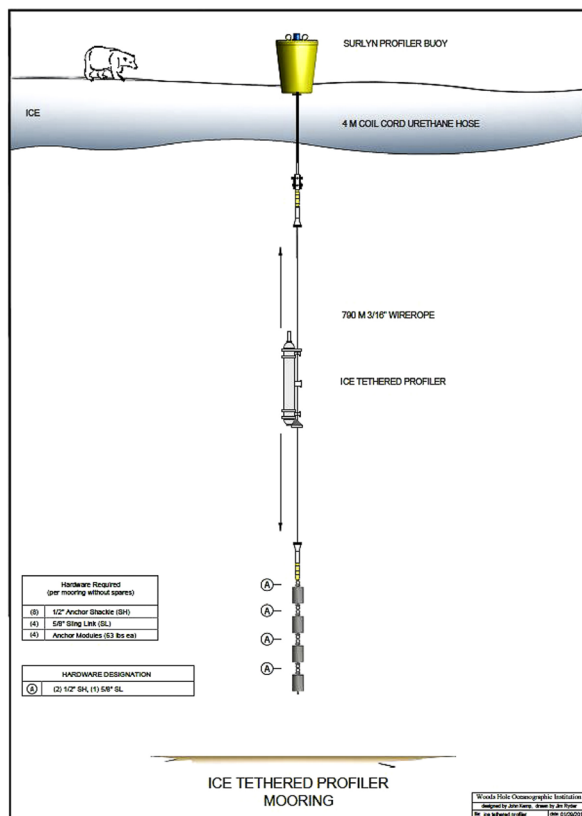 SURLYN PROFILER BUOY
ICE
4 M COIL CORD URETHANE HOSE
790 M 3/16" WIREROPE
ICE TETHERED PROFILER
A
A
A
A
Hardware Required
(per mooring without spares)
(8) 1/2" Anchor Shackle (SH)
(4) 5/8" Sling Link (SL)
(4) Anchor Modules (63 lbs ea)
HARDWARE DESIGNATION
A (2) 1/2" SH, (1) 5/8" SL
ICE TETHERED PROFILER
MOORING
Woods Hole Oceanographic Institution
designed by John Kemp, drawn by Jim Ryder
ice tethered profiler